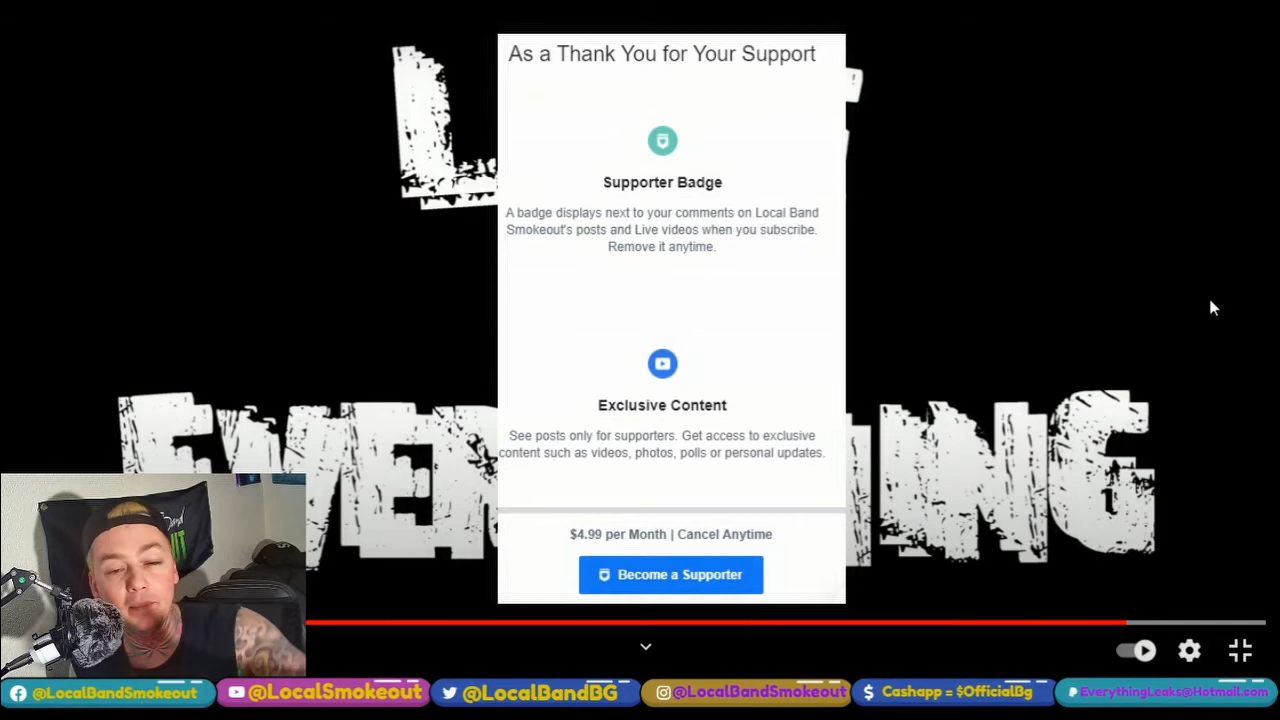 As a Thank You for Your Support
Supporter Badge
A badge displays next to your comments on Local Band
Smokeout's posts and Live videos when you subscribe.
Remove it anytime.
Exclusive Content
See posts only for supporters. Get access to exclusive
content such as videos, photos, polls or personal updates.
$4.99 per Month | Cancel Anytime
Become a Supporter
@LocalBandSmokeout
@LocalSmokeout
@LocalBandBG
@LocalBandSmokeout
Cashapp = $OfficialBg
EverythingLeaks@Hotmail.com